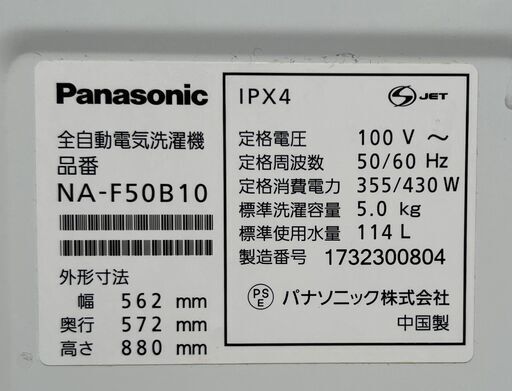 Panasonic
全自動電気洗濯機
品番
NA-F50B10
外形寸法
幅 562 mm
奥行 572 mm
高さ 880 mm
IPX4
S JET
定格電圧 100 V ～
定格周波数 50/60 Hz
定格消費電力 355/430 W
標準洗濯容量 5.0 kg
標準使用水量 114 L
製造番号 1732300804
PS
E パナソニック株式会社
中国製